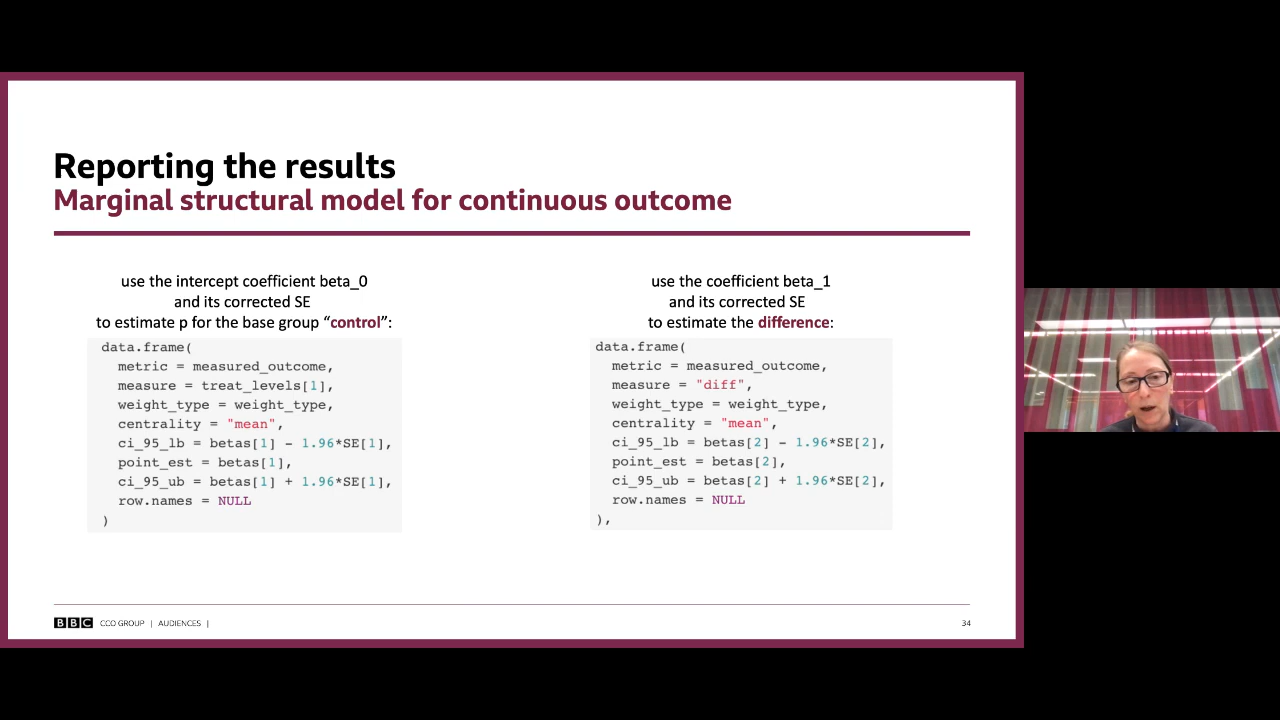 Reporting the results
Marginal structural model for continuous outcome
use the intercept coefficient beta_0
and its corrected SE
to estimate p for the base group “control”:
data.frame(
metric = measured_outcome,
measure = treat_levels[1],
weight_type = weight_type,
centrality = "mean",
ci_95_lb = betas[1] - 1.96*SE[1],
point_est = betas[1],
ci_95_ub = betas[1] + 1.96*SE[1],
row.names = NULL
)
use the coefficient beta_1
and its corrected SE
to estimate the difference:
data.frame(
metric = measured_outcome,
measure = "diff",
weight_type = weight_type,
centrality = "mean",
ci_95_lb = betas[2] - 1.96*SE[2],
point_est = betas[2],
ci_95_ub = betas[2] + 1.96*SE[2],
row.names = NULL
),
BBC CCO GROUP | AUDIENCES |
34